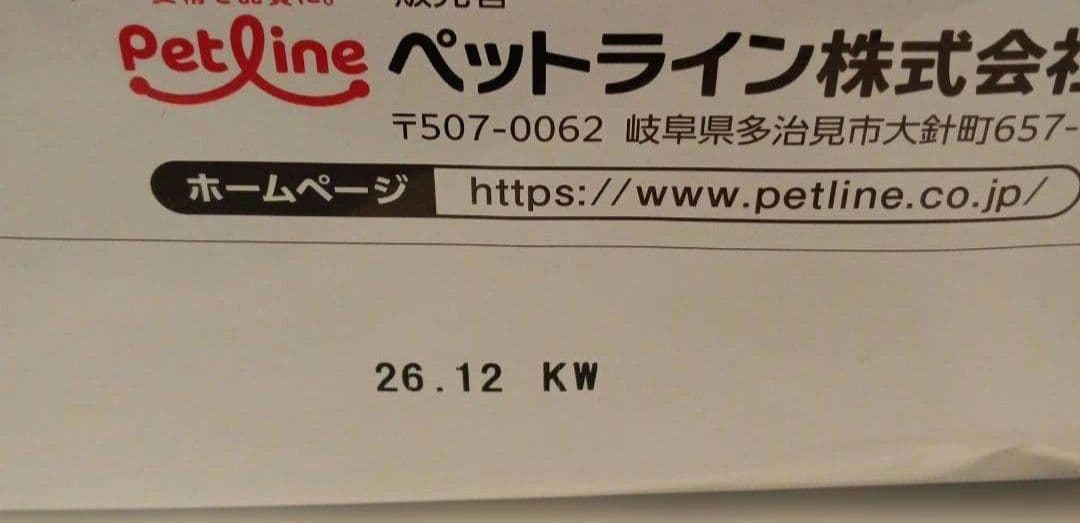 Petline ペットライン株式会社
〒507-0062 岐阜県多治見市大針町657-
ホームページ https://www.petline.co.jp/
26.12 KW